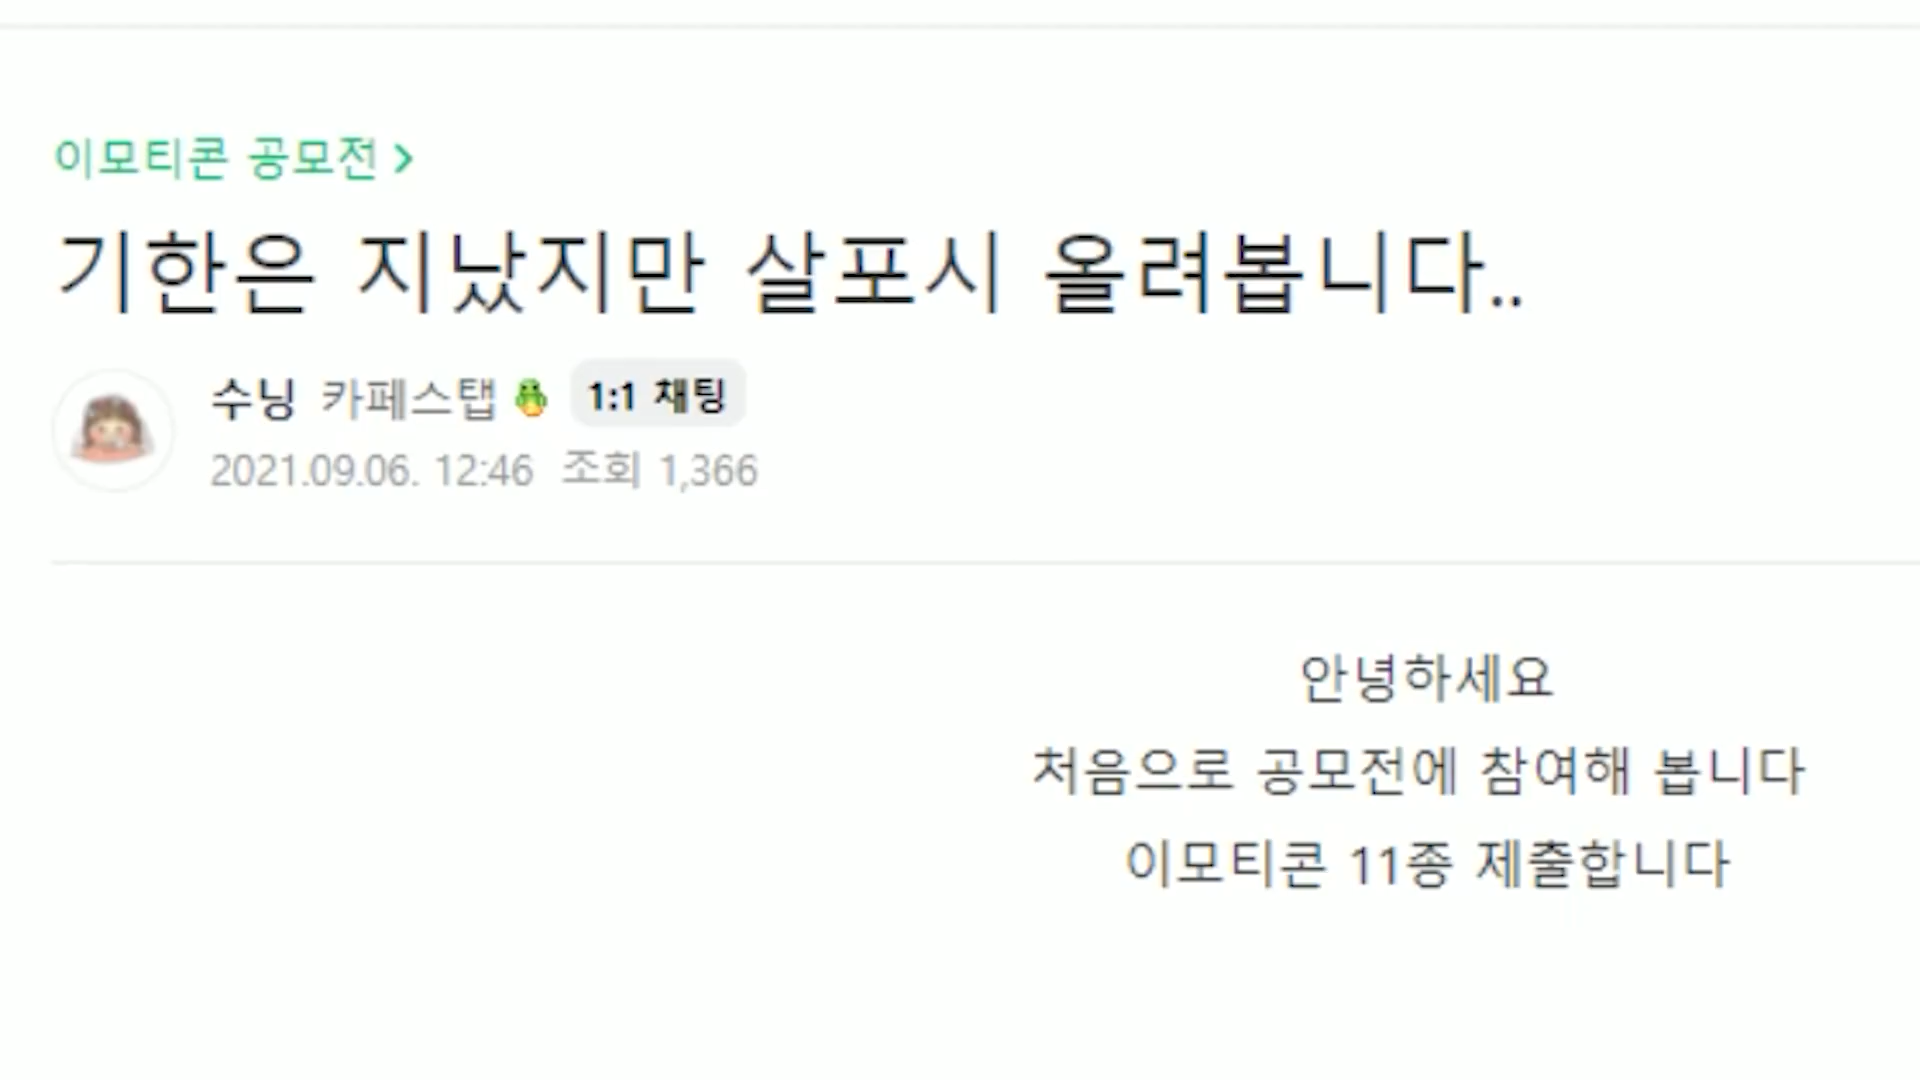 이모티콘 공모전 >
기한은 지났지만 살포시 올려봅니다..
수닝 카페스탭 1:1 채팅
2021.09.06. 12:46 조회 1,366
안녕하세요
처음으로 공모전에 참여해 봅니다
이모티콘 11종 제출합니다